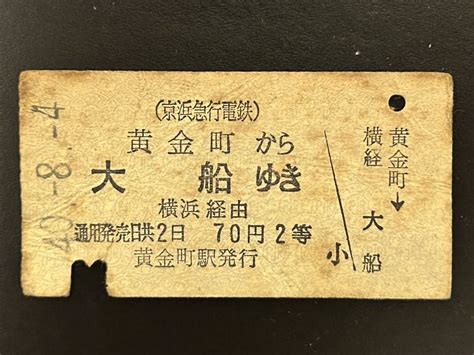 40-8.-4
(京浜急行電鉄)
黄金町から
大船ゆき
横浜経由
通用発売日共2日 70円2等
黄金町駅発行
黄金町→大船
横経
小